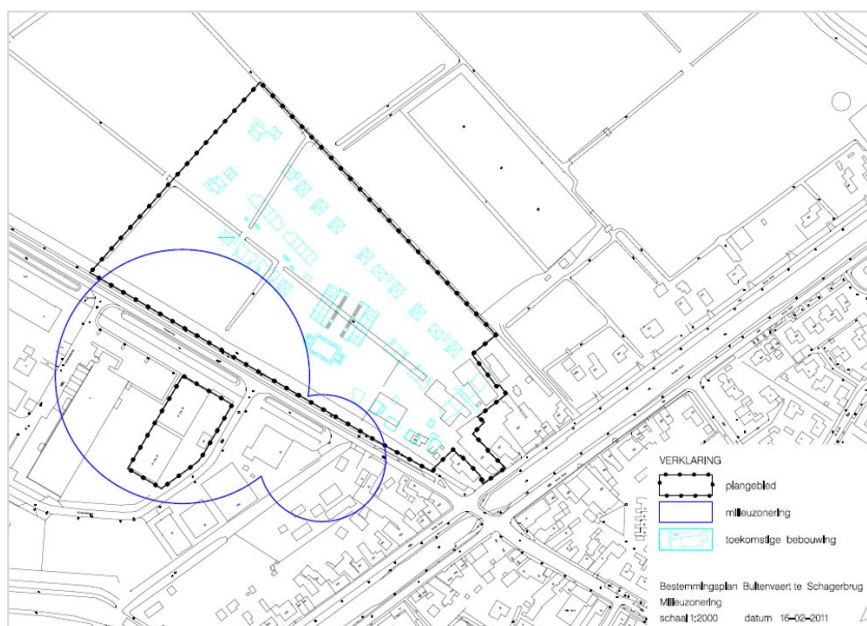 VERKLARING
plangebied
milieuzonering
toekomstige bebouwing
Bestemmingsplan Buitenvaert te Schagerbrug
Milieuzonering
schaal 1:2000 datum 16-02-2011